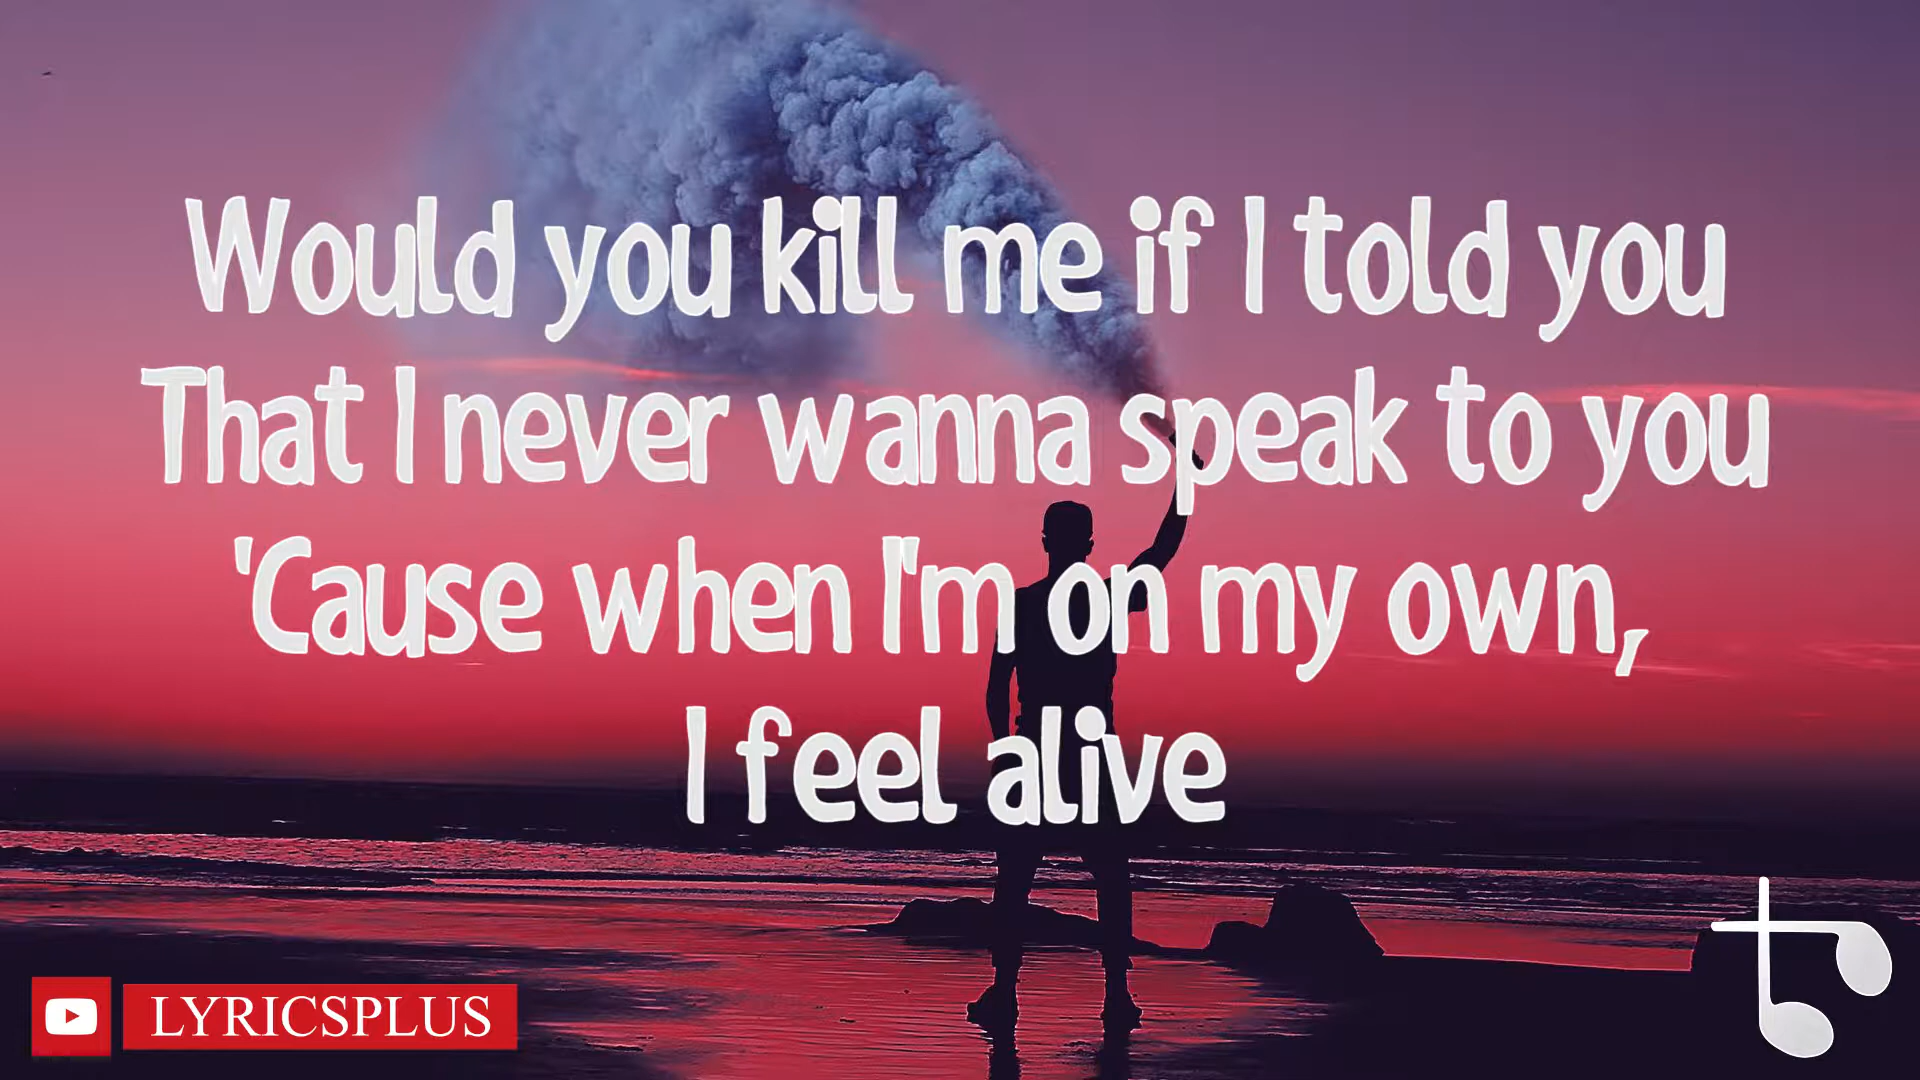 Would you kill me if I told you
That I never wanna speak to you
'Cause when I'm on my own,
I feel alive
LYRICSPLUS